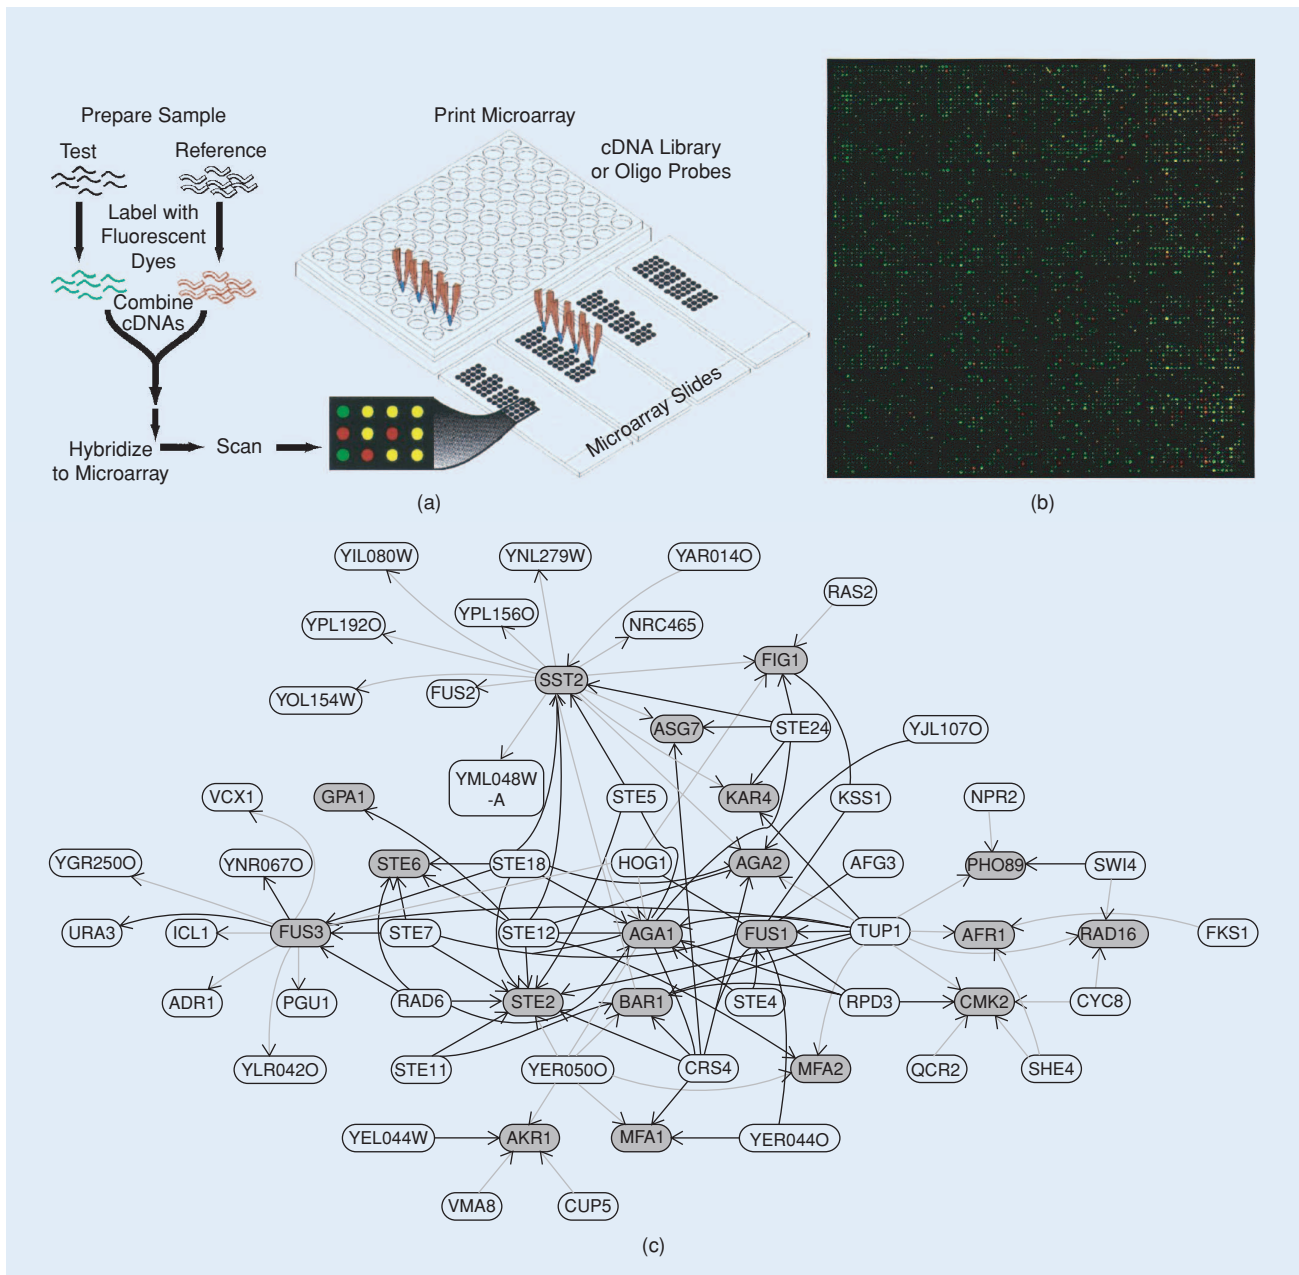 Prepare Sample
Test
Reference
Label with
Fluorescent
Dyes
Combine
cDNAs
Hybridize
to Microarray
Scan
Print Microarray
cDNA Library
or Oligo Probes
Microarray Slides
(a)
(b)
YIL080W
YNL279W
YAR014O
RAS2
YPL192O
YPL156O
NRC465
FIG1
YOL154W
FUS2
SST2
ASG7
STE24
YJL107O
VCX1
GPA1
YML048W
-A
STE5
KAR4
KSS1
NPR2
YGR250O
YNR067O
STE6
STE18
HOG1
AGA2
AFG3
PHO89
SWI4
URA3
ICL1
FUS3
STE7
STE12
AGA1
FUS1
TUP1
AFR1
RAD16
FKS1
ADR1
PGU1
RAD6
STE2
BAR1
STE4
RPD3
CMK2
CYC8
YLR042O
STE11
YER050O
CRS4
MFA2
QCR2
SHE4
YEL044W
AKR1
MFA1
YER044O
VMA8
CUP5
(c)